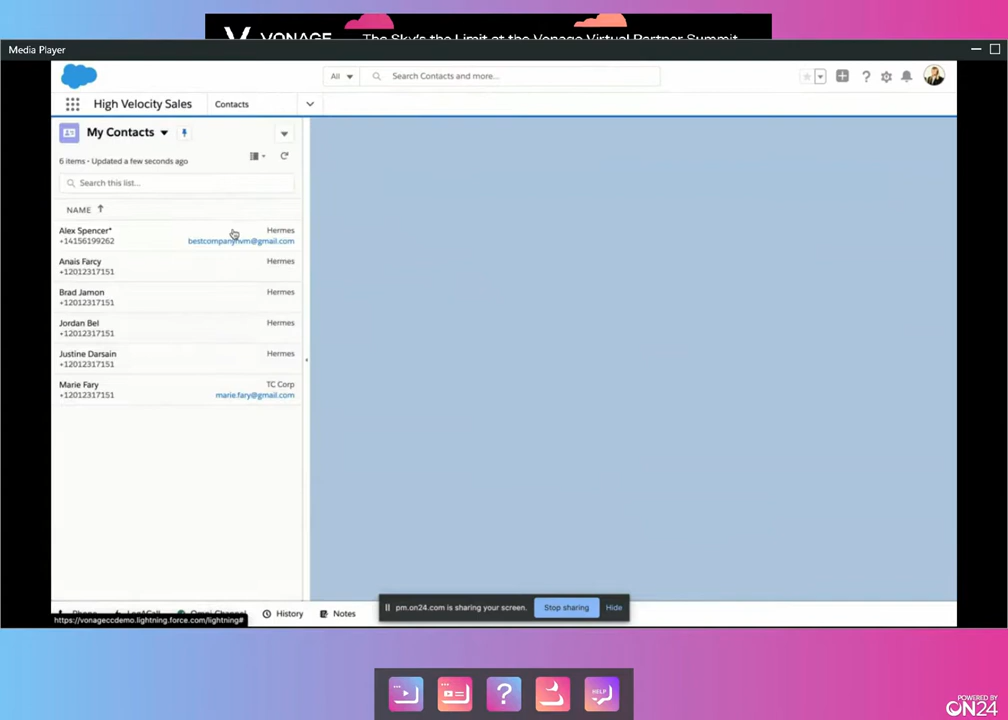 VONAGE The Sky's the Limit at the Vonage Virtual Partner Summit
Media Player
All Search Contacts and more...
High Velocity Sales Contacts
My Contacts
6 items • Updated a few seconds ago
Search this list...
NAME
Alex Spencer* Hermes
+14156199262 bestcompanynvm@gmail.com
Anais Farcy Hermes
+12012317151
Brad Jamon Hermes
+12012317151
Jordan Bel Hermes
+12012317151
Justine Darsain Hermes
+12012317151
Marie Fary TC Corp
+12012317151 marie.fary@gmail.com
Phone Log A Call Omni-Channel History Notes
pm.on24.com is sharing your screen. Stop sharing Hide
https://vonageccdemo.lightning.force.com/lightning#
HELP
POWERED BY
ON24